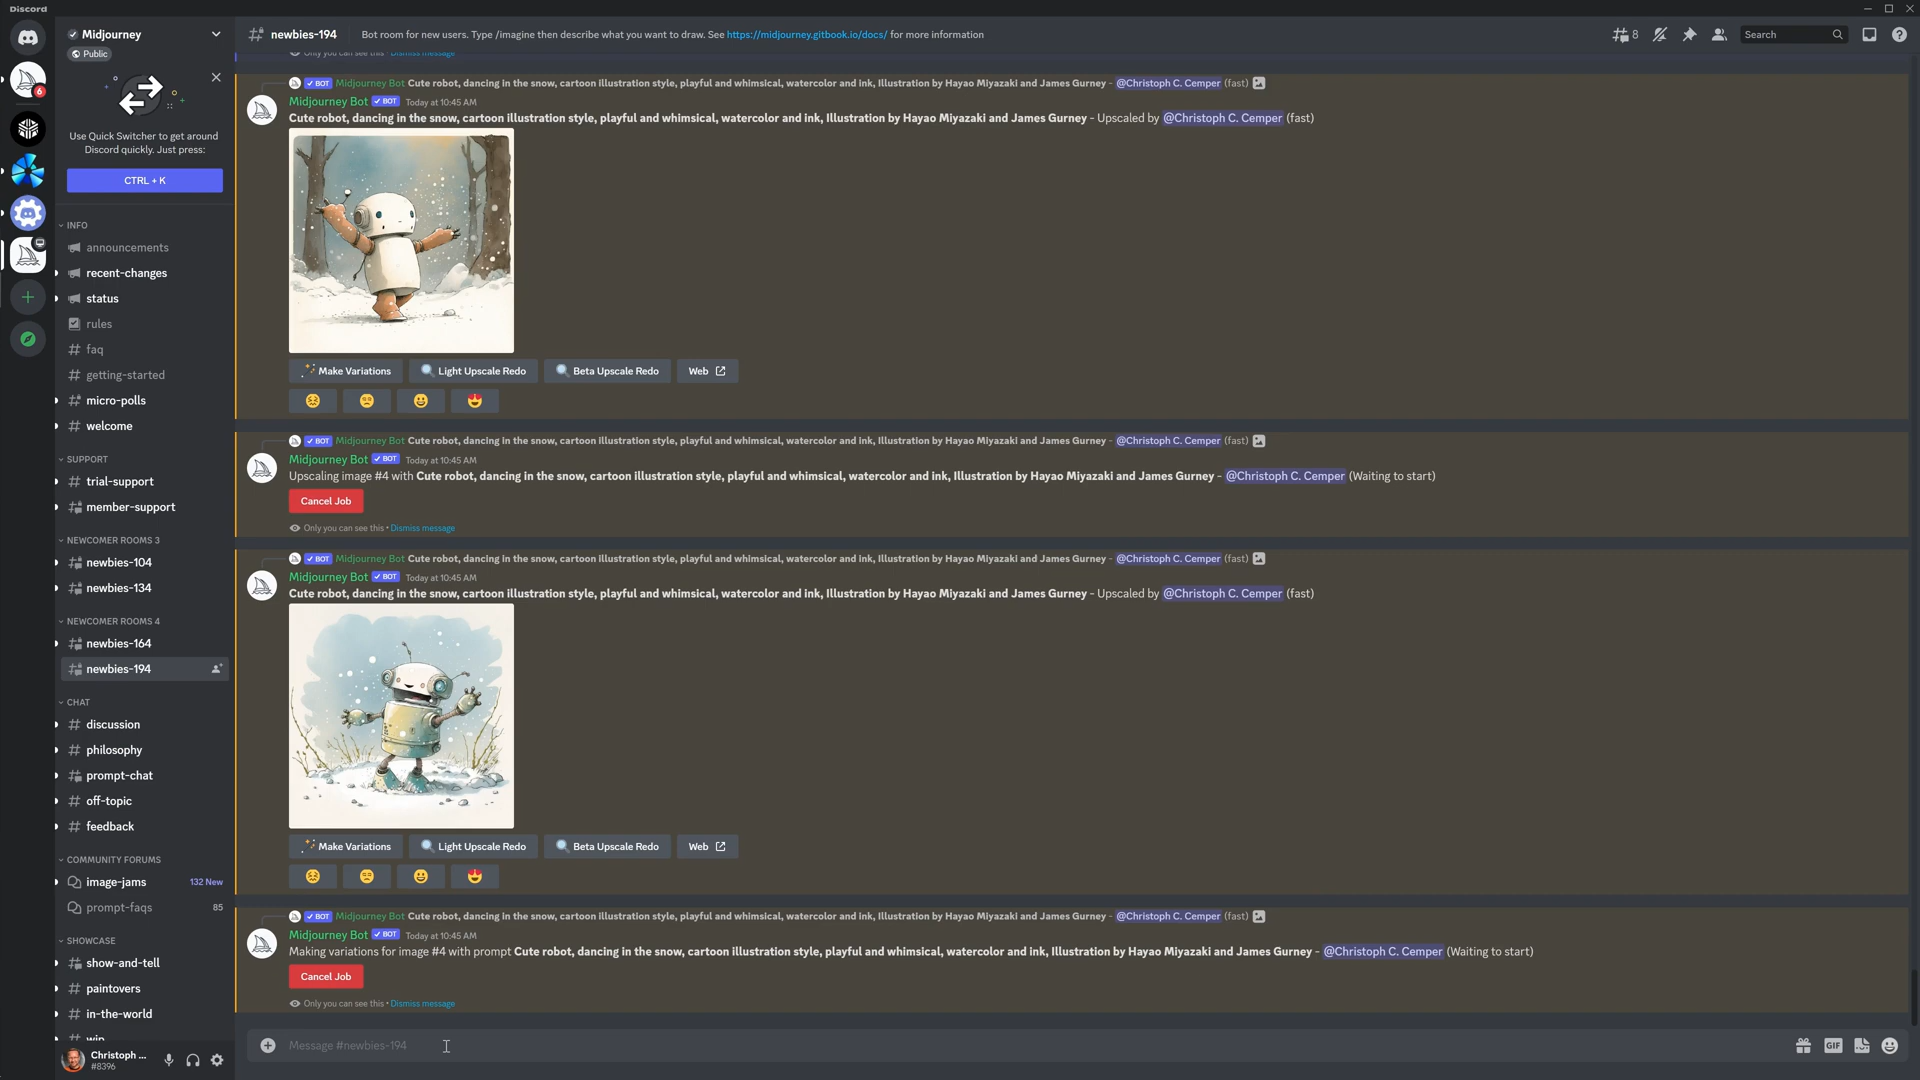 Discord
Midjourney
Public
6
Use Quick Switcher to get around
Discord quickly. Just press:
CTRL + K
INFO
announcements
recent-changes
status
rules
faq
getting-started
micro-polls
welcome
SUPPORT
trial-support
member-support
NEWCOMER ROOMS 3
newbies-104
newbies-134
NEWCOMER ROOMS 4
newbies-164
newbies-194
CHAT
discussion
philosophy
prompt-chat
off-topic
feedback
COMMUNITY FORUMS
image-jams 132 New
prompt-faqs 85
SHOWCASE
show-and-tell
paintovers
in-the-world
wip
Christoph ...
#8396
newbies-194 Bot room for new users. Type /imagine then describe what you want to draw. See https://midjourney.gitbook.io/docs/ for more information
8
Search
Only you can see this • Dismiss message
BOT Midjourney Bot Cute robot, dancing in the snow, cartoon illustration style, playful and whimsical, watercolor and ink, Illustration by Hayao Miyazaki and James Gurney - @Christoph C. Cemper (fast)
Midjourney Bot BOT Today at 10:45 AM
Cute robot, dancing in the snow, cartoon illustration style, playful and whimsical, watercolor and ink, Illustration by Hayao Miyazaki and James Gurney - Upscaled by @Christoph C. Cemper (fast)
Make Variations Light Upscale Redo Beta Upscale Redo Web
BOT Midjourney Bot Cute robot, dancing in the snow, cartoon illustration style, playful and whimsical, watercolor and ink, Illustration by Hayao Miyazaki and James Gurney - @Christoph C. Cemper (fast)
Midjourney Bot BOT Today at 10:45 AM
Upscaling image #4 with Cute robot, dancing in the snow, cartoon illustration style, playful and whimsical, watercolor and ink, Illustration by Hayao Miyazaki and James Gurney - @Christoph C. Cemper (Waiting to start)
Cancel Job
Only you can see this • Dismiss message
BOT Midjourney Bot Cute robot, dancing in the snow, cartoon illustration style, playful and whimsical, watercolor and ink, Illustration by Hayao Miyazaki and James Gurney - @Christoph C. Cemper (fast)
Midjourney Bot BOT Today at 10:45 AM
Cute robot, dancing in the snow, cartoon illustration style, playful and whimsical, watercolor and ink, Illustration by Hayao Miyazaki and James Gurney - Upscaled by @Christoph C. Cemper (fast)
Make Variations Light Upscale Redo Beta Upscale Redo Web
BOT Midjourney Bot Cute robot, dancing in the snow, cartoon illustration style, playful and whimsical, watercolor and ink, Illustration by Hayao Miyazaki and James Gurney - @Christoph C. Cemper (fast)
Midjourney Bot BOT Today at 10:45 AM
Making variations for image #4 with prompt Cute robot, dancing in the snow, cartoon illustration style, playful and whimsical, watercolor and ink, Illustration by Hayao Miyazaki and James Gurney - @Christoph C. Cemper (Waiting to start)
Cancel Job
Only you can see this • Dismiss message
Message #newbies-194
GIF